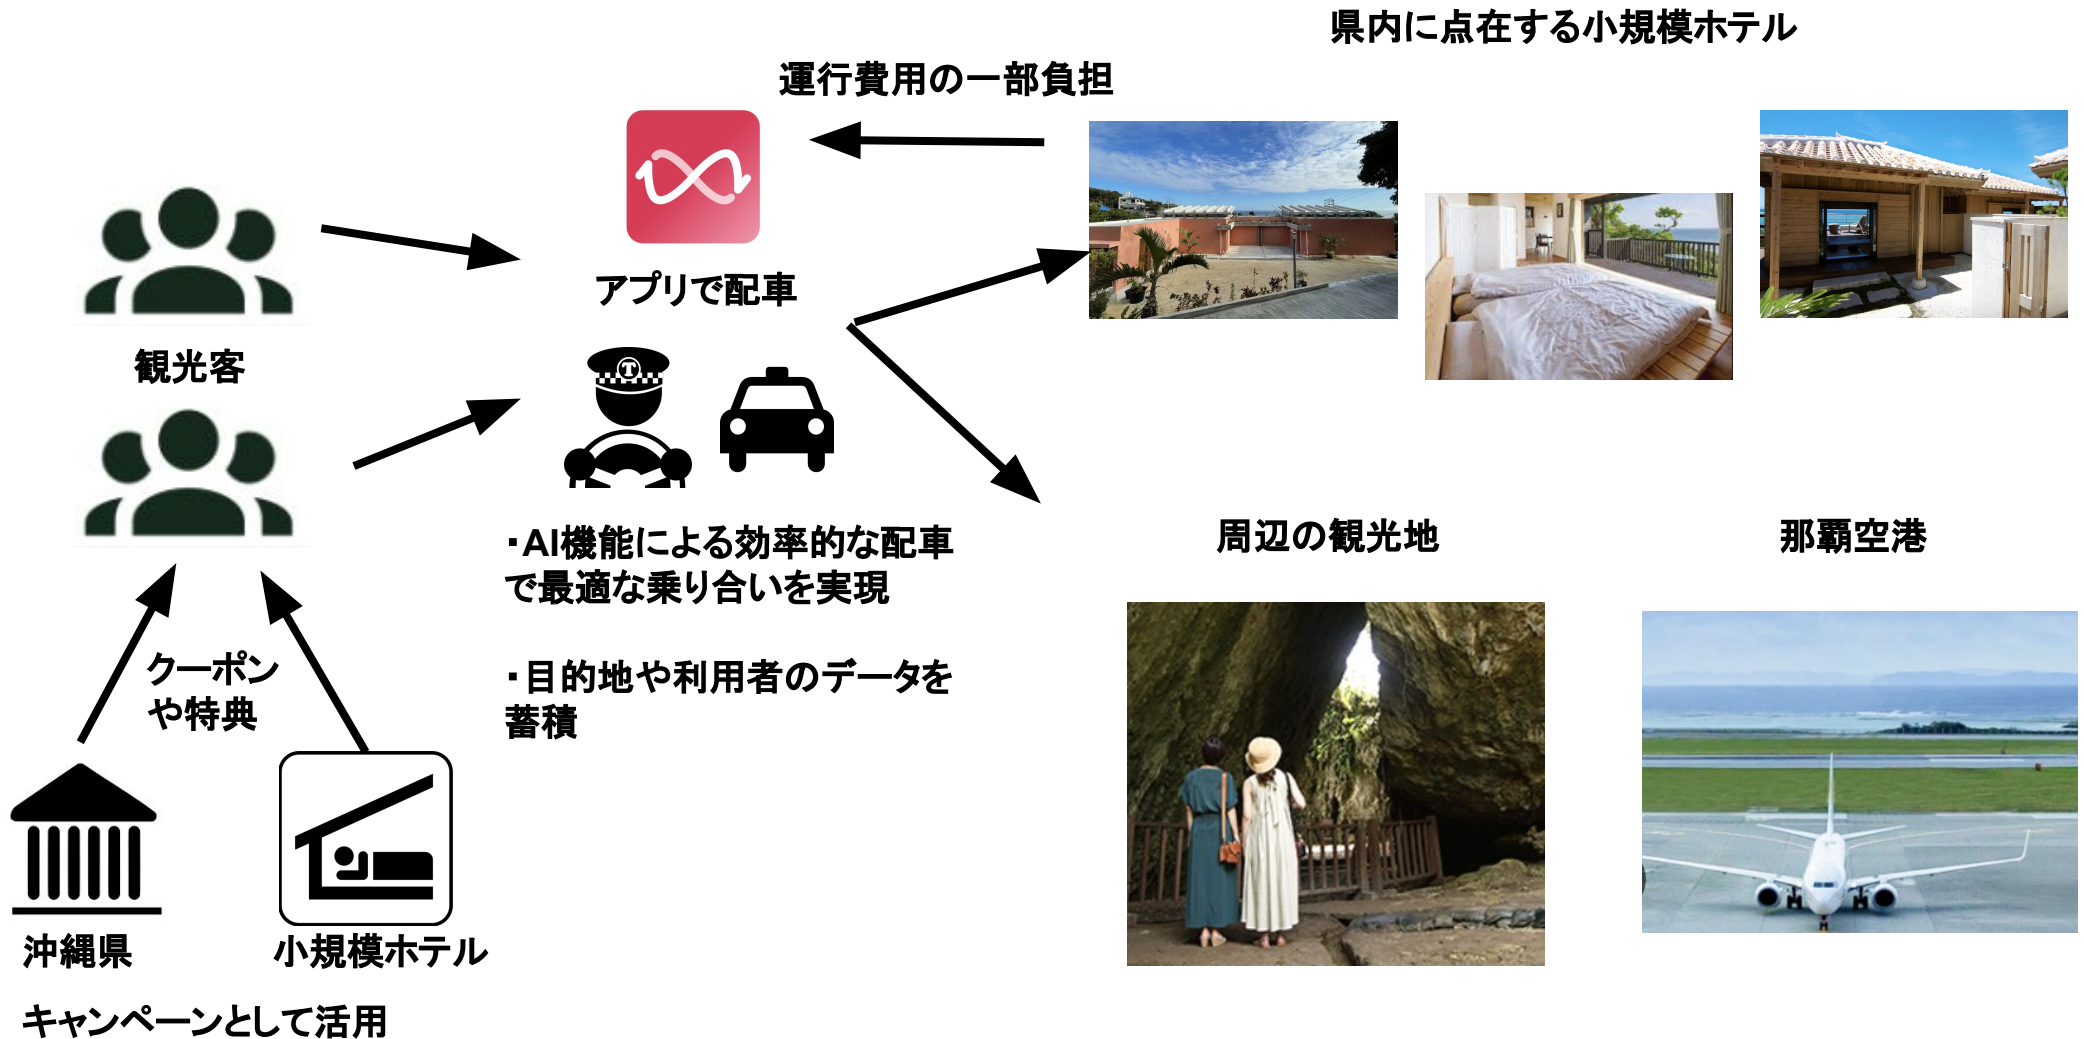 県内に点在する小規模ホテル
運行費用の一部負担
アプリで配車
観光客
T
・AI機能による効率的な配車
で最適な乗り合いを実現
・目的地や利用者のデータを
蓄積
周辺の観光地
那覇空港
クーポン
や特典
沖縄県
小規模ホテル
キャンペーンとして活用